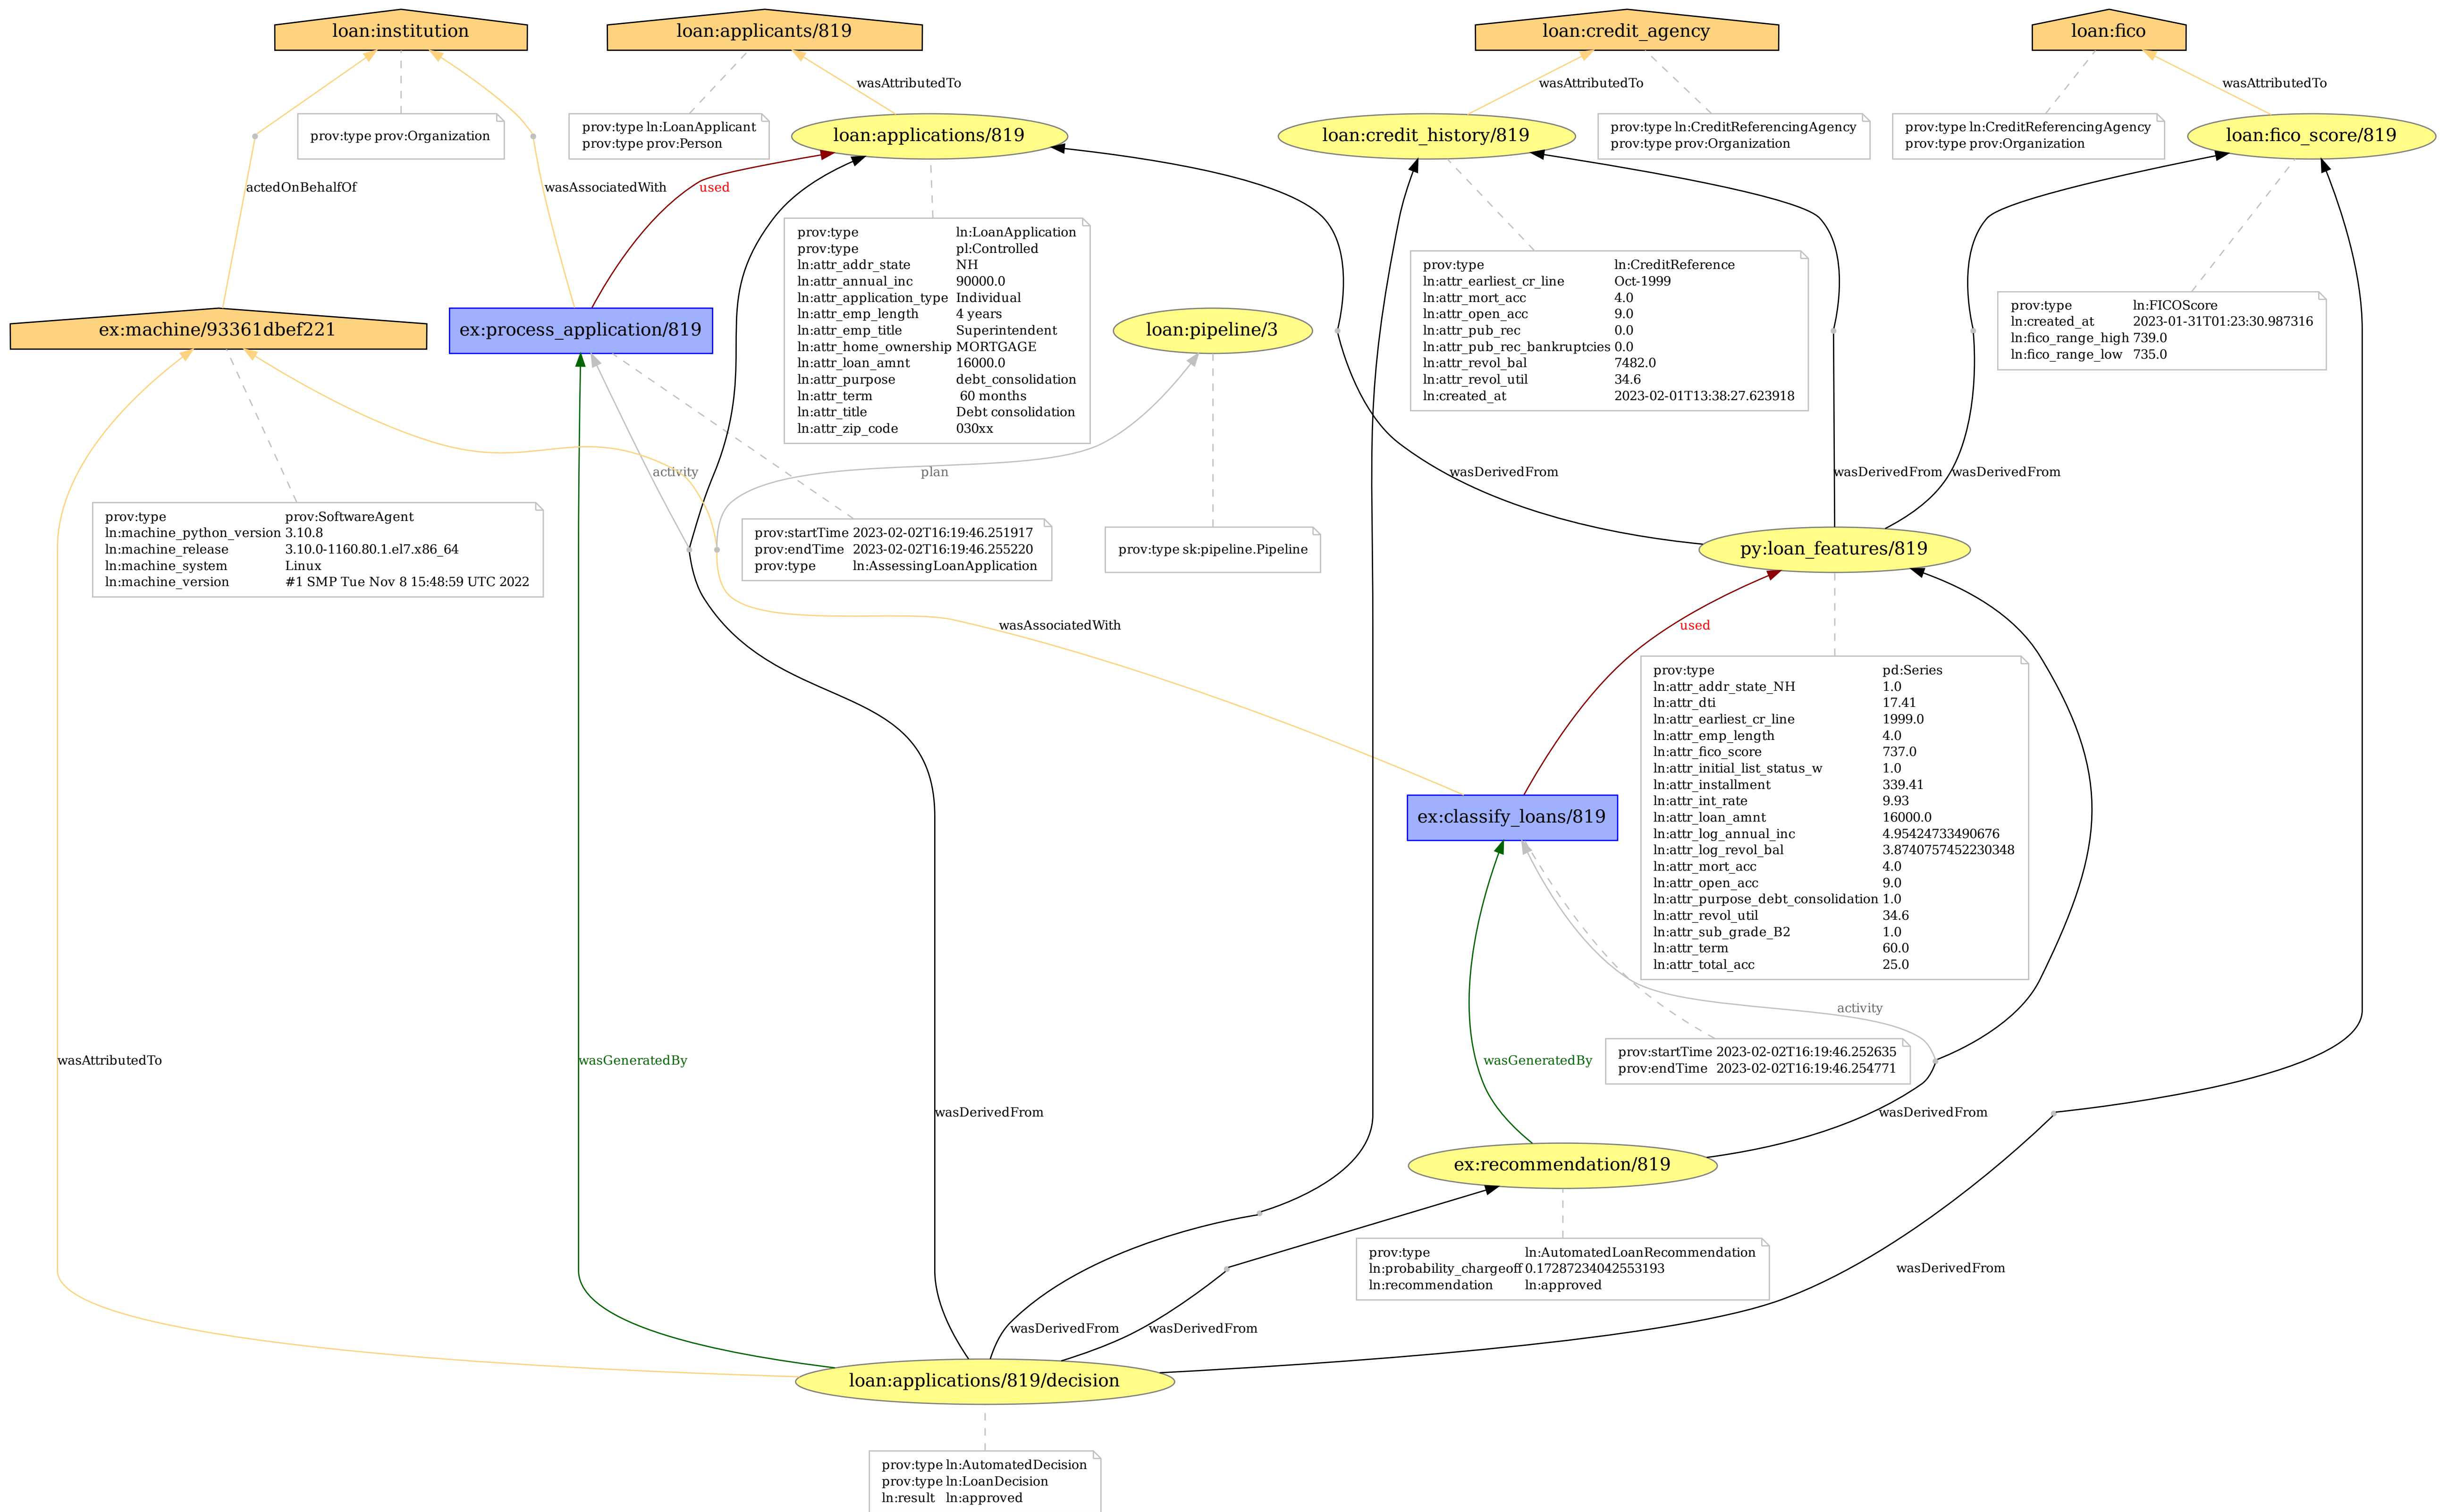 loan:institution
loan:applicants/819
loan:credit_agency
loan:fico
wasAttributedTo
wasAttributedTo
wasAttributedTo
prov:type prov:Organization
prov:type ln:LoanApplicant
prov:type prov:Person
loan:applications/819
loan:credit_history/819
prov:type ln:CreditReferencingAgency
prov:type prov:Organization
prov:type ln:CreditReferencingAgency
prov:type prov:Organization
loan:fico_score/819
actedOnBehalfOf
wasAssociatedWith
used
prov:type ln:LoanApplication
prov:type pl:Controlled
ln:attr_addr_state NH
ln:attr_annual_inc 90000.0
ln:attr_application_type Individual
ln:attr_emp_length 4 years
ln:attr_emp_title Superintendent
ln:attr_home_ownership MORTGAGE
ln:attr_loan_amnt 16000.0
ln:attr_purpose debt_consolidation
ln:attr_term 60 months
ln:attr_title Debt consolidation
ln:attr_zip_code 030xx
prov:type ln:CreditReference
ln:attr_earliest_cr_line Oct-1999
ln:attr_mort_acc 4.0
ln:attr_open_acc 9.0
ln:attr_pub_rec 0.0
ln:attr_pub_rec_bankruptcies 0.0
ln:attr_revol_bal 7482.0
ln:attr_revol_util 34.6
ln:created_at 2023-02-01T13:38:27.623918
prov:type ln:FICOScore
ln:created_at 2023-01-31T01:23:30.987316
ln:fico_range_high 739.0
ln:fico_range_low 735.0
ex:machine/93361dbef221
ex:process_application/819
loan:pipeline/3
activity
plan
wasDerivedFrom
wasDerivedFrom
wasDerivedFrom
prov:type prov:SoftwareAgent
ln:machine_python_version 3.10.8
ln:machine_release 3.10.0-1160.80.1.el7.x86_64
ln:machine_system Linux
ln:machine_version #1 SMP Tue Nov 8 15:48:59 UTC 2022
prov:startTime 2023-02-02T16:19:46.251917
prov:endTime 2023-02-02T16:19:46.255220
prov:type ln:AssessingLoanApplication
prov:type sk:pipeline.Pipeline
py:loan_features/819
wasAssociatedWith
used
prov:type pd:Series
ln:attr_addr_state_NH 1.0
ln:attr_dti 17.41
ln:attr_earliest_cr_line 1999.0
ln:attr_emp_length 4.0
ln:attr_fico_score 737.0
ln:attr_initial_list_status_w 1.0
ln:attr_installment 339.41
ln:attr_int_rate 9.93
ln:attr_loan_amnt 16000.0
ln:attr_log_annual_inc 4.95424733490676
ln:attr_log_revol_bal 3.8740757452230348
ln:attr_mort_acc 4.0
ln:attr_open_acc 9.0
ln:attr_purpose_debt_consolidation 1.0
ln:attr_revol_util 34.6
ln:attr_sub_grade_B2 1.0
ln:attr_term 60.0
ln:attr_total_acc 25.0
ex:classify_loans/819
activity
wasAttributedTo
wasGeneratedBy
wasGeneratedBy
prov:startTime 2023-02-02T16:19:46.252635
prov:endTime 2023-02-02T16:19:46.254771
wasDerivedFrom
wasDerivedFrom
ex:recommendation/819
prov:type ln:AutomatedLoanRecommendation
ln:probability_chargeoff 0.17287234042553193
ln:recommendation ln:approved
wasDerivedFrom
wasDerivedFrom
wasDerivedFrom
loan:applications/819/decision
prov:type ln:AutomatedDecision
prov:type ln:LoanDecision
ln:result ln:approved